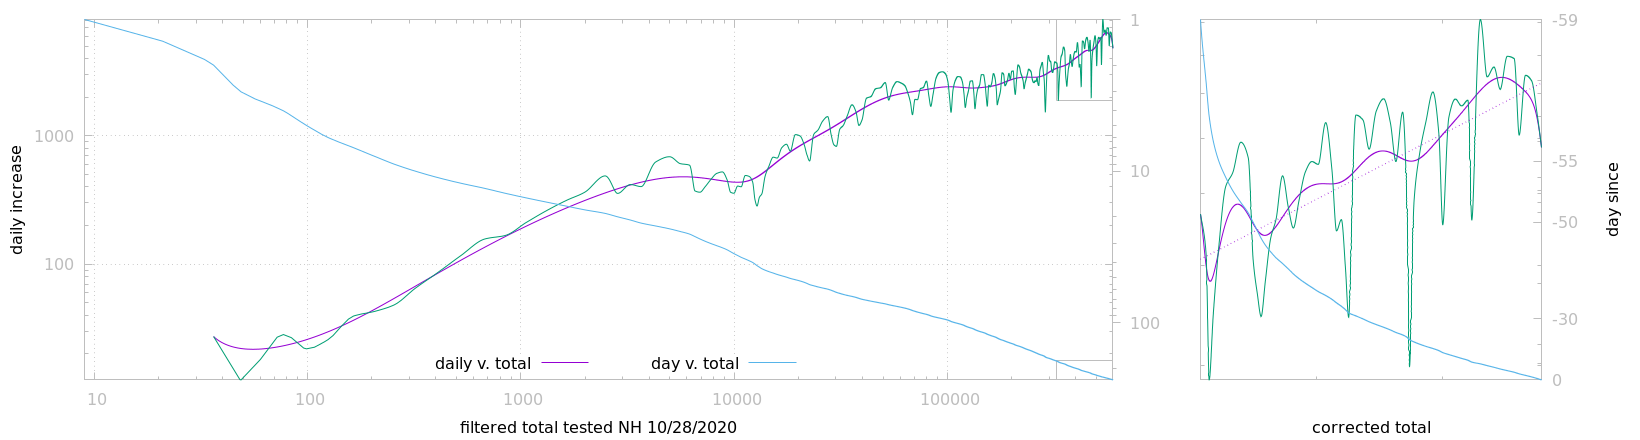 daily increase
1000
100
10
100
1000
10000
100000
1
10
100
daily v. total
day v. total
filtered total tested NH 10/28/2020
-59
-55
-50
-30
0
day since
corrected total